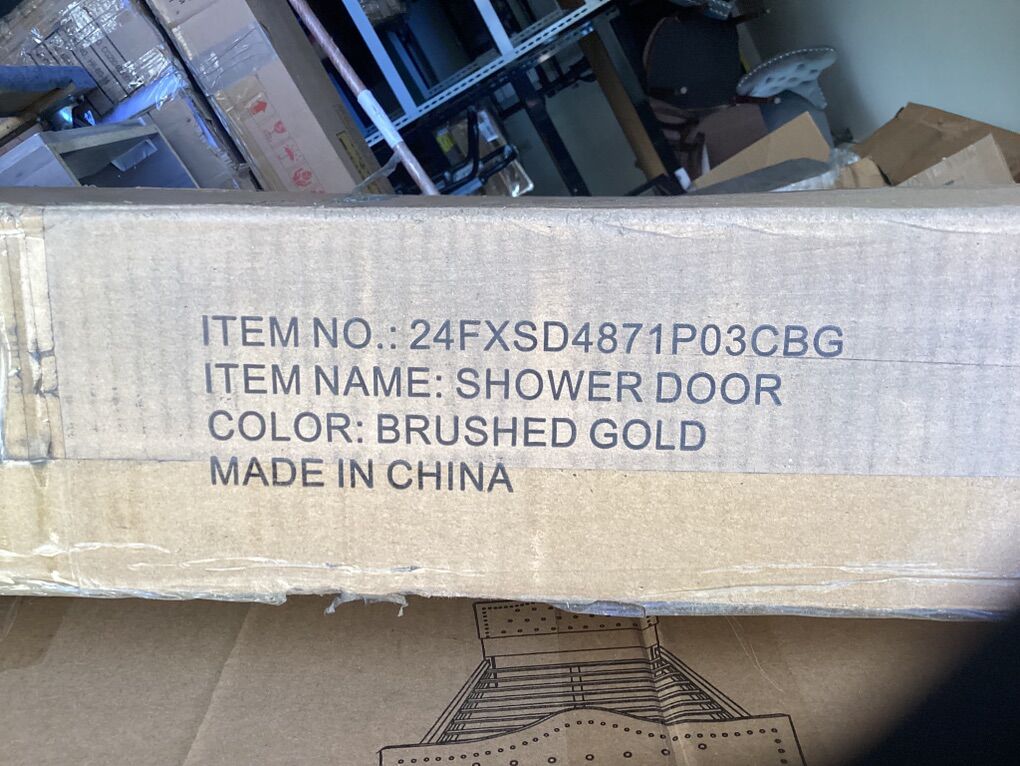 ITEM NO.: 24FXSD4871P03CBG
ITEM NAME: SHOWER DOOR
COLOR: BRUSHED GOLD
MADE IN CHINA